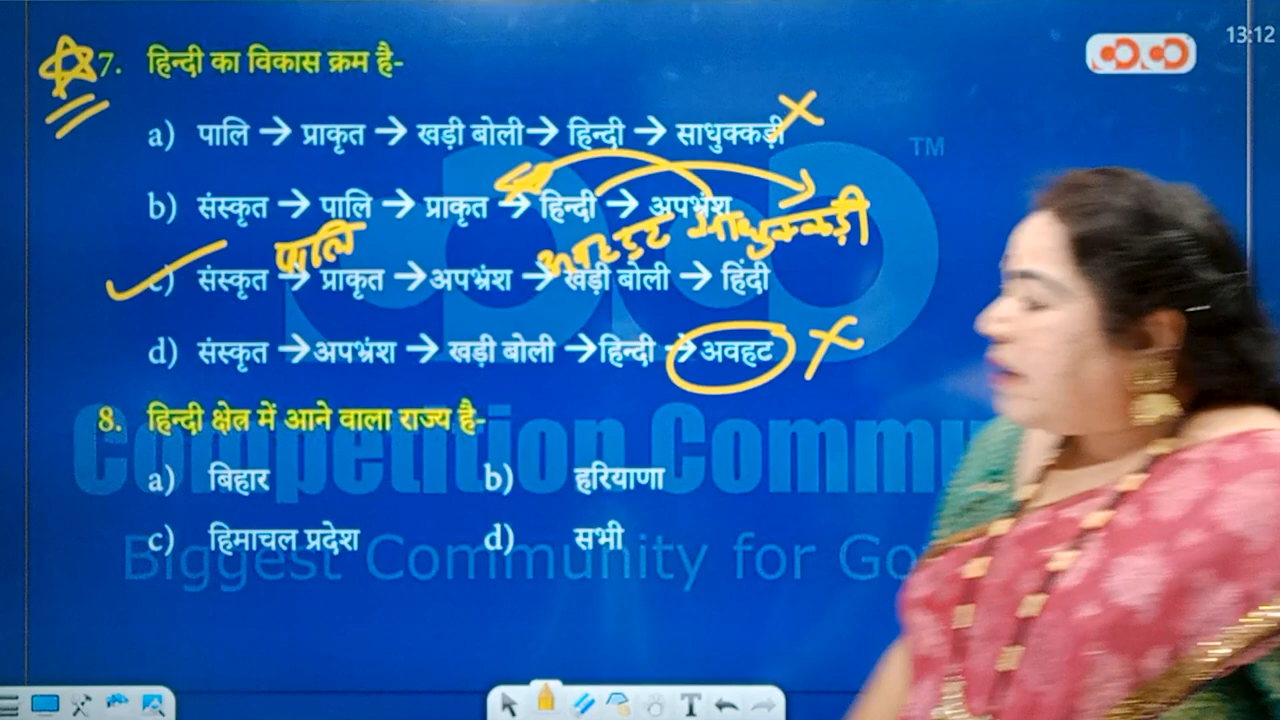 13:12
7. हिन्दी का विकास क्रम है-
a) पालि → प्राकृत → खड़ी बोली → हिन्दी → साधुक्कड़ी
TM
b) संस्कृत → पालि → प्राकृत → हिन्दी → अपभ्रंश
पालि अवहट्ट साधुक्कड़ी
c) संस्कृत → प्राकृत → अपभ्रंश → खड़ी बोली → हिंदी
d) संस्कृत → अपभ्रंश → खड़ी बोली → हिन्दी → अवहट
8. हिन्दी क्षेत्र में आने वाला राज्य है-
Competition Commu
a) बिहार b) हरियाणा
c) हिमाचल प्रदेश d) सभी
Biggest Community for Go
T